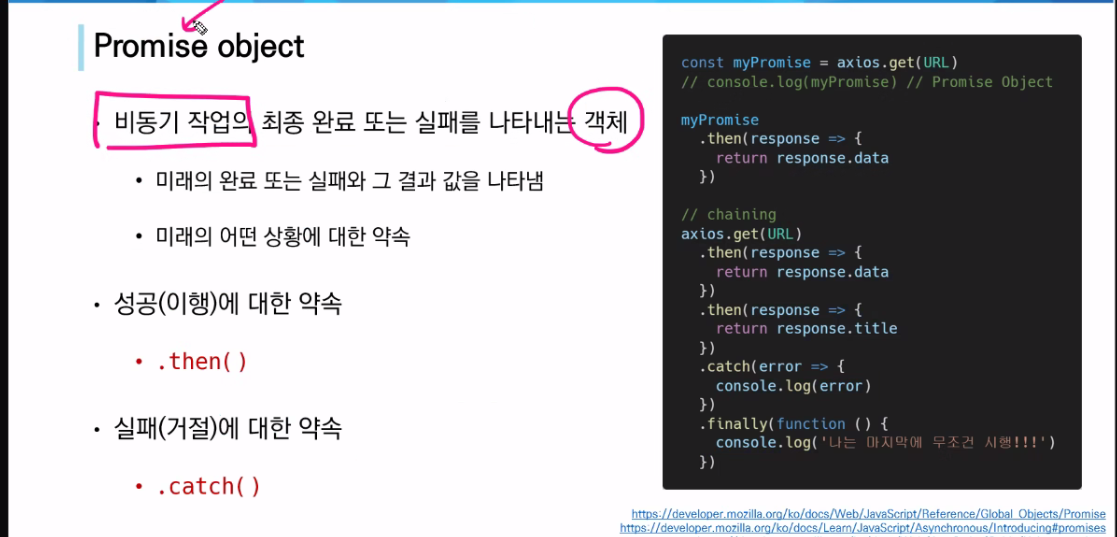 Promise object
• 비동기 작업의 최종 완료 또는 실패를 나타내는 객체
• 미래의 완료 또는 실패와 그 결과 값을 나타냄
• 미래의 어떤 상황에 대한 약속
• 성공(이행)에 대한 약속
• .then()
• 실패(거절)에 대한 약속
• .catch()
const myPromise = axios.get(URL)
// console.log(myPromise) // Promise Object
myPromise
.then(response => {
return response.data
})
// chaining
axios.get(URL)
.then(response => {
return response.data
})
.then(response => {
return response.title
})
.catch(error => {
console.log(error)
})
.finally(function () {
console.log('나는 마지막에 무조건 시행!!!')
})
https://developer.mozilla.org/ko/docs/Web/JavaScript/Reference/Global_Objects/Promise
https://developer.mozilla.org/ko/docs/Learn/JavaScript/Asynchronous/Introducing#promises